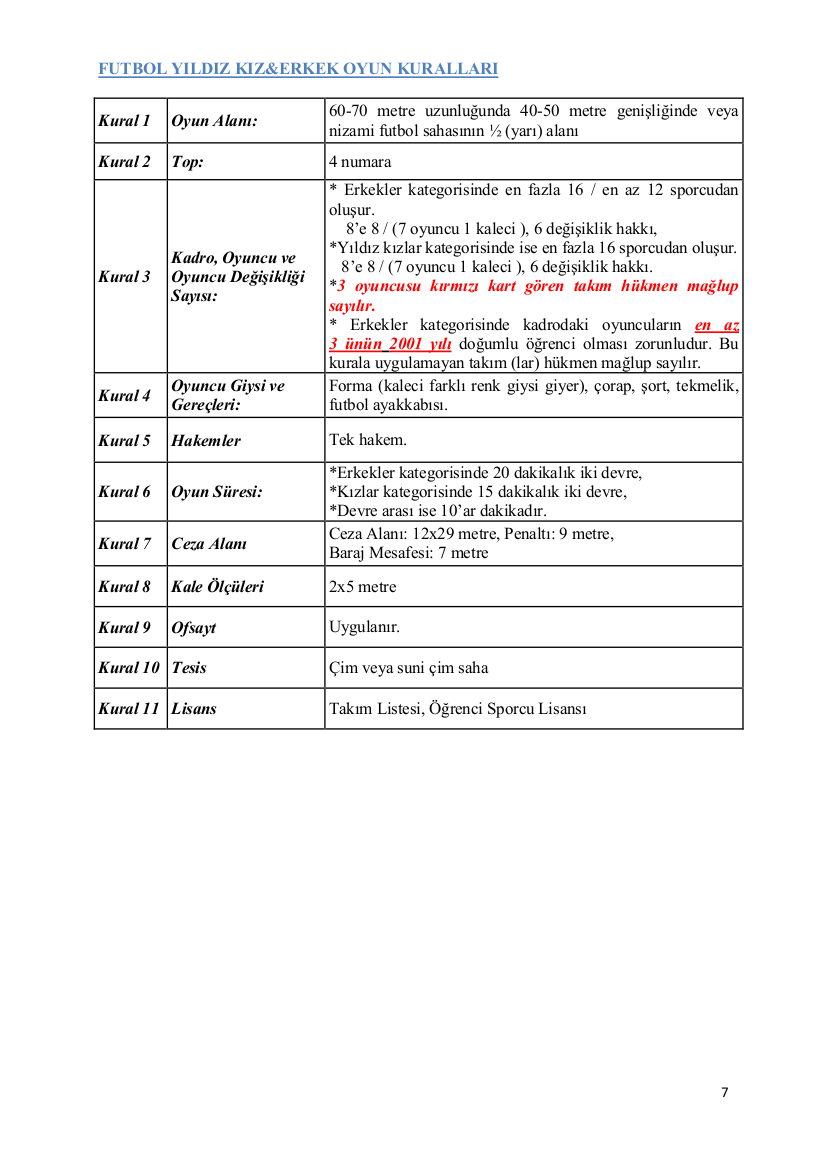 FUTBOL YILDIZ KIZ&ERKEK OYUN KURALLARI
Kural 1 Oyun Alanı: 60-70 metre uzunluğunda 40-50 metre genişliğinde veya
nizami futbol sahasının ½ (yarı) alanı
Kural 2 Top: 4 numara
Kural 3
Kadro, Oyuncu ve
Oyuncu Değişikliği
Sayısı:
* Erkekler kategorisinde en fazla 16 / en az 12 sporcudan
oluşur.
8’e 8 / (7 oyuncu 1 kaleci ), 6 değişiklik hakkı,
*Yıldız kızlar kategorisinde ise en fazla 16 sporcudan oluşur.
8’e 8 / (7 oyuncu 1 kaleci ), 6 değişiklik hakkı.
*3 oyuncusu kırmızı kart gören takım hükmen mağlup
sayılır.
* Erkekler kategorisinde kadrodaki oyuncuların en az
3 ünün 2001 yılı doğumlu öğrenci olması zorunludur. Bu
kurala uygulamayan takım (lar) hükmen mağlup sayılır.
Kural 4
Oyuncu Giysi ve
Gereçleri:
Forma (kaleci farklı renk giysi giyer), çorap, şort, tekmelik,
futbol ayakkabısı.
Kural 5 Hakemler Tek hakem.
Kural 6 Oyun Süresi:
*Erkekler kategorisinde 20 dakikalık iki devre,
*Kızlar kategorisinde 15 dakikalık iki devre,
*Devre arası ise 10’ar dakikadır.
Kural 7 Ceza Alanı
Ceza Alanı: 12x29 metre, Penaltı: 9 metre,
Baraj Mesafesi: 7 metre
Kural 8 Kale Ölçüleri 2x5 metre
Kural 9 Ofsayt Uygulanır.
Kural 10 Tesis Çim veya suni çim saha
Kural 11 Lisans Takım Listesi, Öğrenci Sporcu Lisansı
7